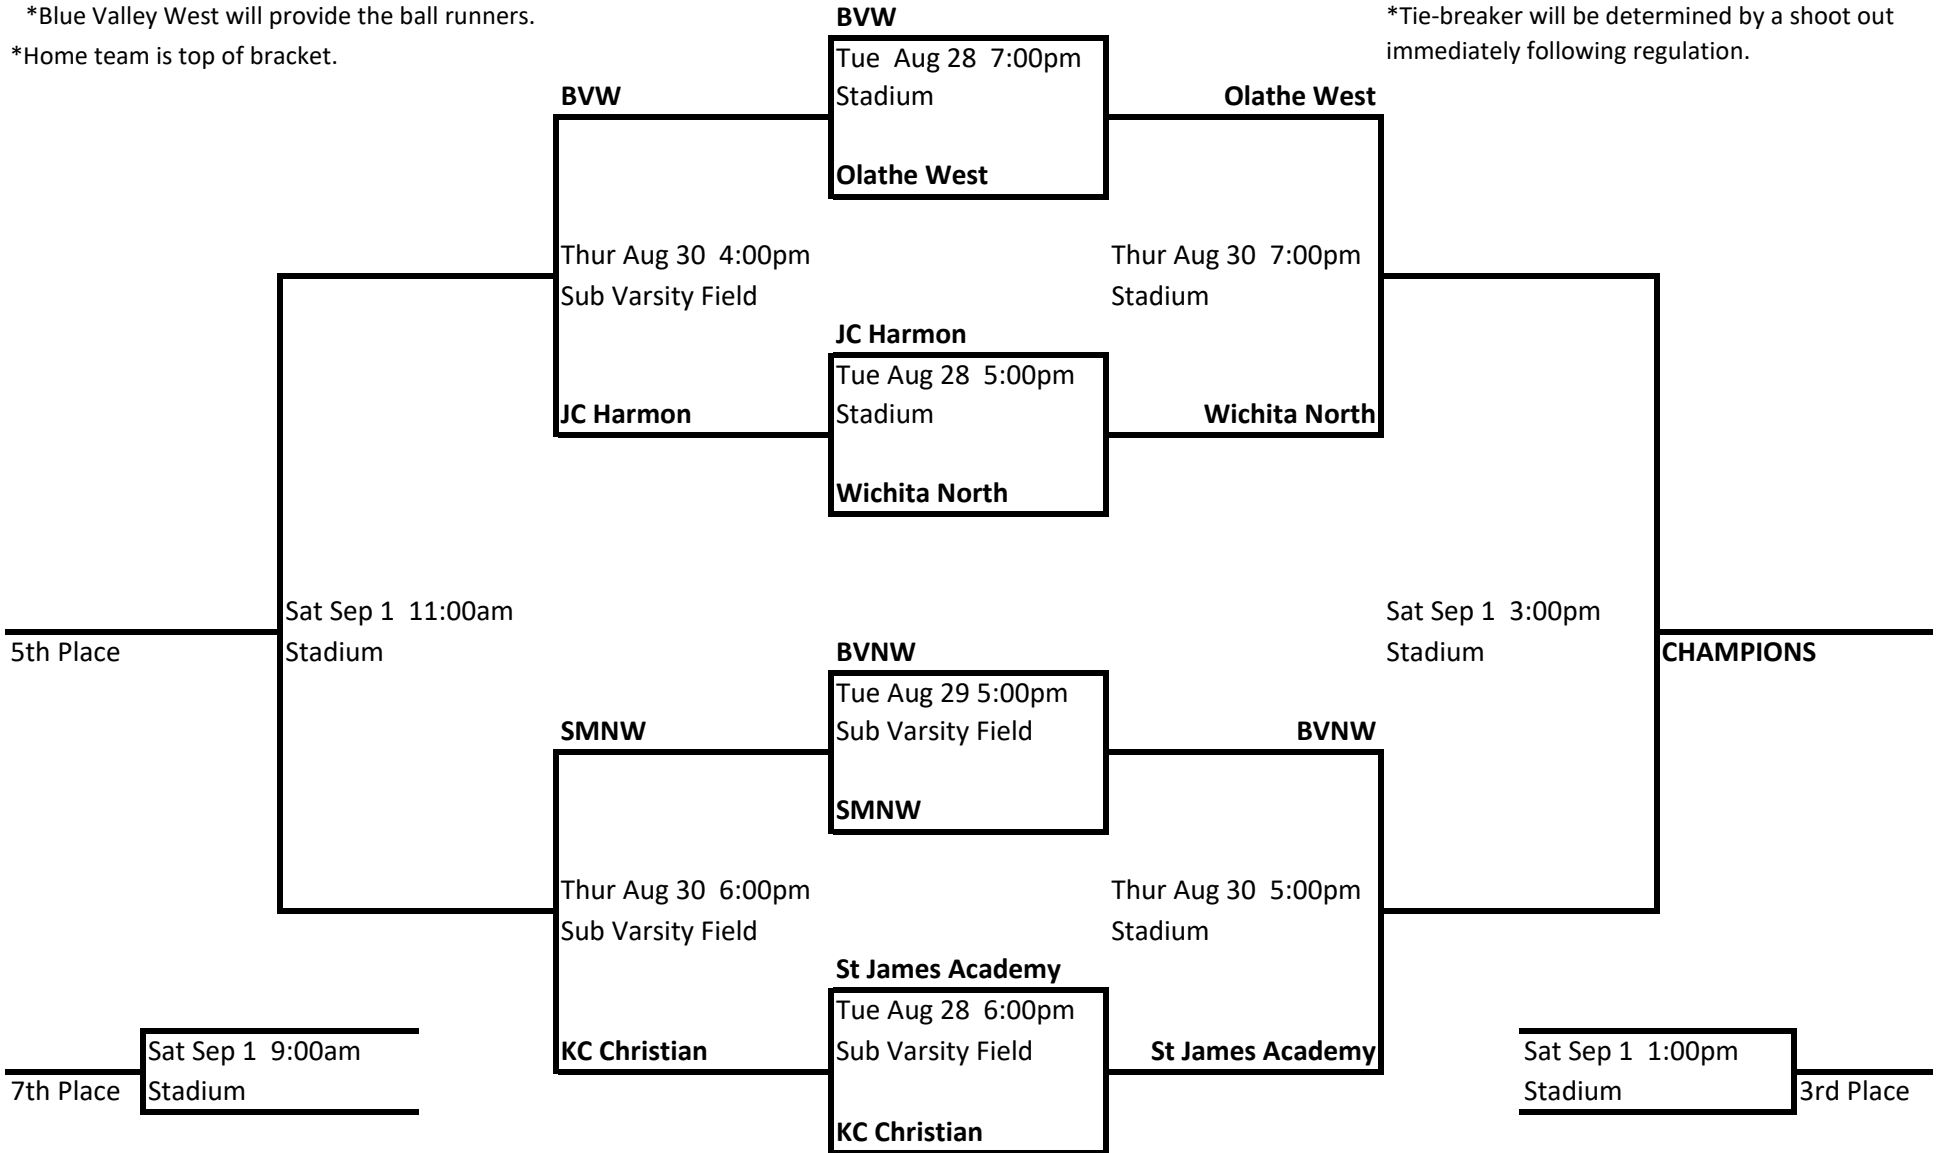 *Blue Valley West will provide the ball runners.
*Home team is top of bracket.
*Tie-breaker will be determined by a shoot out
immediately following regulation.
BVW
Tue  Aug 28  7:00pm
Stadium
Olathe West
BVW
Olathe West
Thur Aug 30  4:00pm
Sub Varsity Field
Thur Aug 30  7:00pm
Stadium
JC Harmon
Tue Aug 28  5:00pm
Stadium
Wichita North
JC Harmon
Wichita North
Sat Sep 1  11:00am
Stadium
5th Place
Sat Sep 1  3:00pm
Stadium
CHAMPIONS
BVNW
Tue Aug 29 5:00pm
Sub Varsity Field
SMNW
SMNW
BVNW
Thur Aug 30  6:00pm
Sub Varsity Field
Thur Aug 30  5:00pm
Stadium
St James Academy
Tue Aug 28  6:00pm
Sub Varsity Field
KC Christian
KC Christian
St James Academy
Sat Sep 1  9:00am
Stadium
7th Place
Sat Sep 1  1:00pm
Stadium
3rd Place